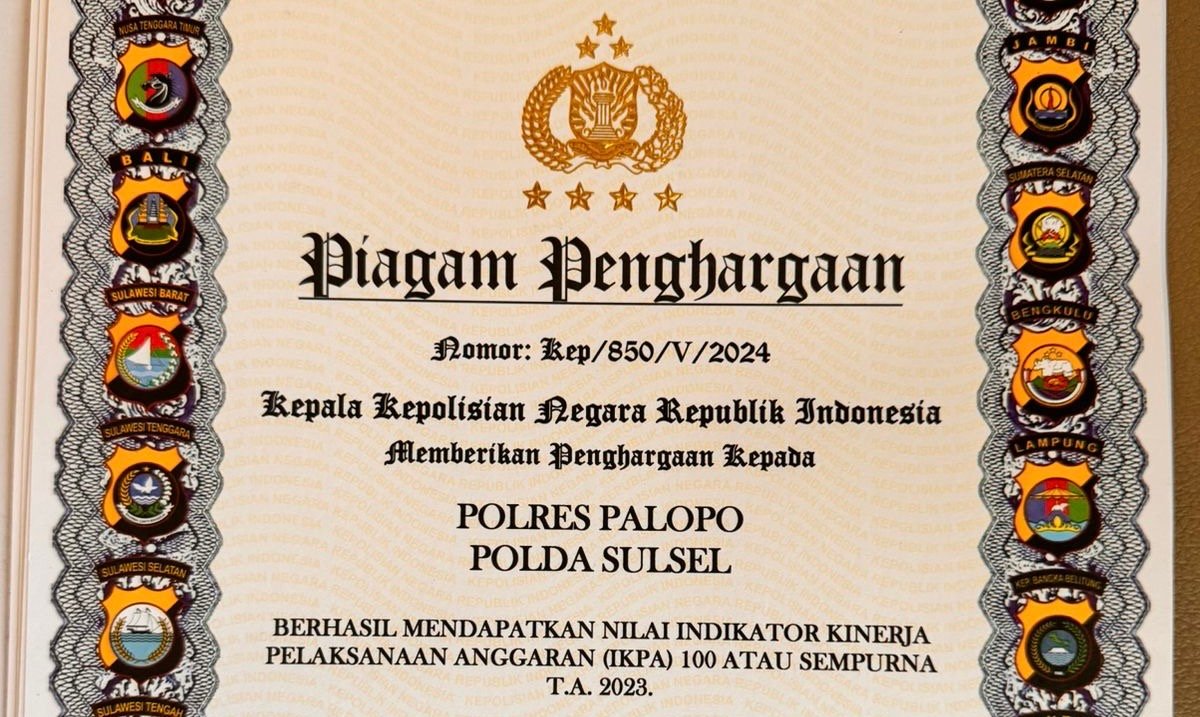 NUSA TENGGARA TIMUR
BALI
SULAWESI BARAT
SULAWESI TENGGARA
SULAWESI SELATAN
SULAWESI TENGAH
Piagam Penghargaan
Nomor: Kep/850/V/2024
Kepala Kepolisian Negara Republik Indonesia
Memberikan Penghargaan Kepada
POLRES PALOPO
POLDA SULSEL
BERHASIL MENDAPATKAN NILAI INDIKATOR KINERJA
PELAKSANAAN ANGGARAN (IKPA) 100 ATAU SEMPURNA
T.A. 2023.
JAMBI
SUMATERA SELATAN
BENGKULU
LAMPUNG
KEP. BANGKA BELITUNG